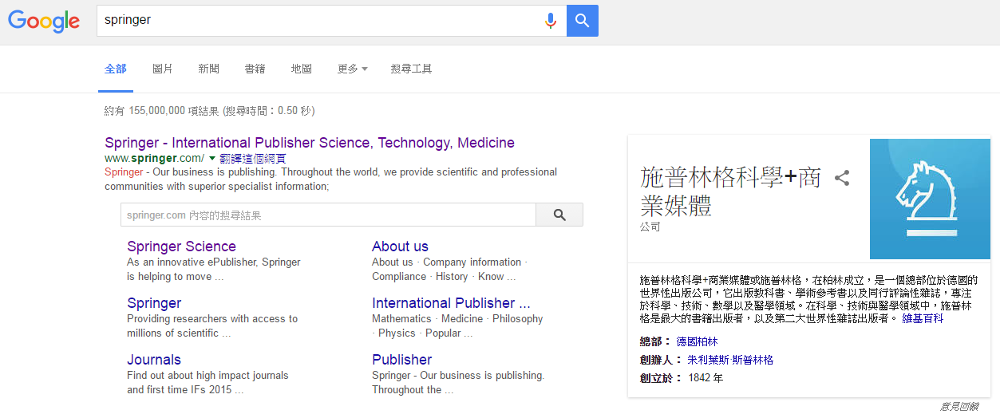 Google
springer
全部 圖片 新聞 書籍 地圖 更多 搜尋工具
約有 155,000,000 項結果 (搜尋時間：0.50 秒)
Springer - International Publisher Science, Technology, Medicine
www.springer.com/ 翻譯這個網頁
Springer - Our business is publishing. Throughout the world, we provide scientific and professional
communities with superior specialist information;
springer.com 內容的搜尋結果
Springer Science
As an innovative ePublisher, Springer
is helping to move ...
About us
About us · Company information ·
Compliance · History · Know ...
Springer
Providing researchers with access to
millions of scientific ...
International Publisher ...
Mathematics · Medicine · Philosophy
· Physics · Popular ...
Journals
Find out about high impact journals
and first time IFs 2015 ...
Publisher
Springer - Our business is publishing.
Throughout the ...
施普林格科學+商
業媒體
公司
施普林格科學+商業媒體或施普林格，在柏林成立，是一個總部位於德國的
世界性出版公司，它出版教科書、學術參考書以及同行評論性雜誌，專注
於科學、技術、數學以及醫學領域。在科學、技術與醫學領域中，施普林
格是最大的書籍出版者，以及第二大世界性雜誌出版者。 維基百科
總部： 德國柏林
創辦人： 朱利葉斯·斯普林格
創立於： 1842 年
意見回饋